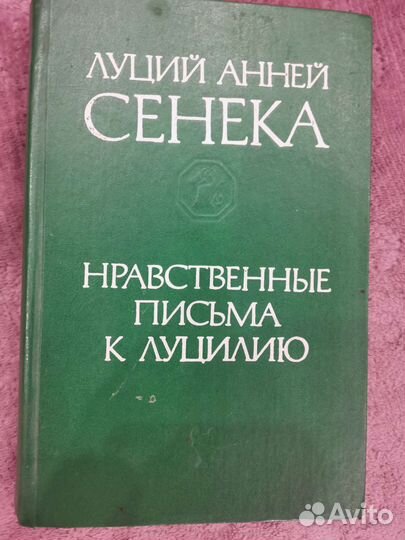 ЛУЦИЙ АННЕЙ
СЕНЕКА
НРАВСТВЕННЫЕ
ПИСЬМА
К ЛУЦИЛИЮ
Avito